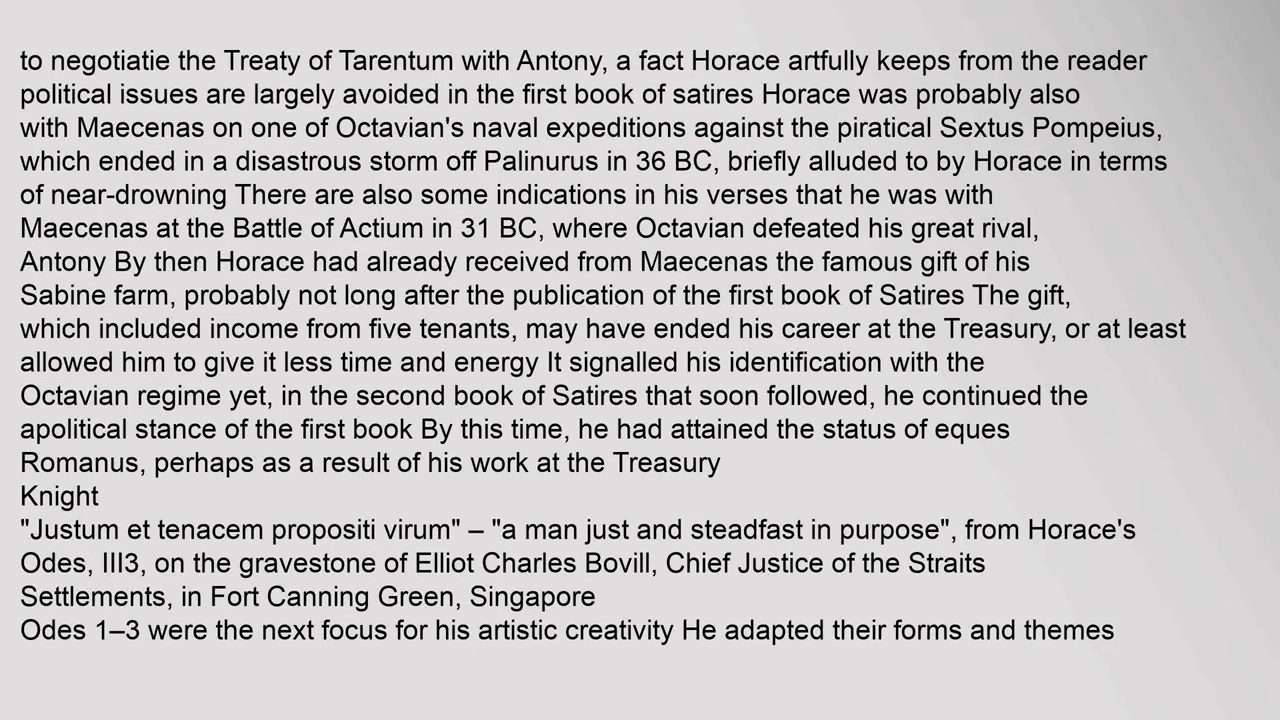 to negotiatie the Treaty of Tarentum with Antony, a fact Horace artfully keeps from the reader
political issues are largely avoided in the first book of satires Horace was probably also
with Maecenas on one of Octavian's naval expeditions against the piratical Sextus Pompeius,
which ended in a disastrous storm off Palinurus in 36 BC, briefly alluded to by Horace in terms
of near-drowning There are also some indications in his verses that he was with
Maecenas at the Battle of Actium in 31 BC, where Octavian defeated his great rival,
Antony By then Horace had already received from Maecenas the famous gift of his
Sabine farm, probably not long after the publication of the first book of Satires The gift,
which included income from five tenants, may have ended his career at the Treasury, or at least
allowed him to give it less time and energy It signalled his identification with the
Octavian regime yet, in the second book of Satires that soon followed, he continued the
apolitical stance of the first book By this time, he had attained the status of eques
Romanus, perhaps as a result of his work at the Treasury
Knight
"Justum et tenacem propositi virum" – "a man just and steadfast in purpose", from Horace's
Odes, III3, on the gravestone of Elliot Charles Bovill, Chief Justice of the Straits
Settlements, in Fort Canning Green, Singapore
Odes 1–3 were the next focus for his artistic creativity He adapted their forms and themes